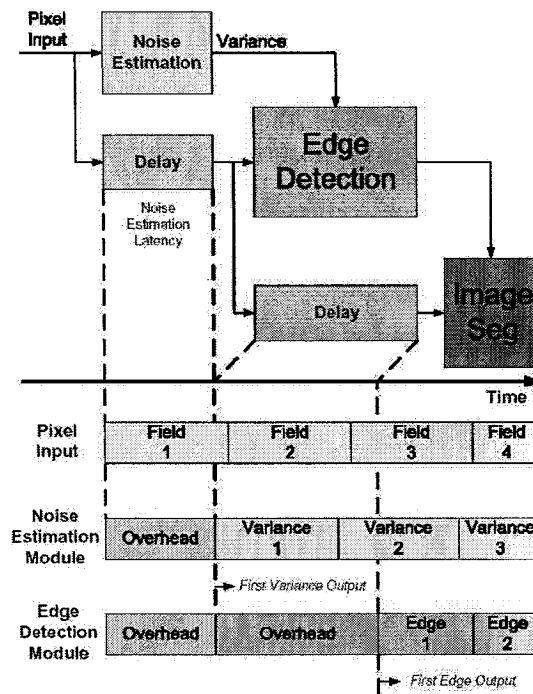 Pixel
Input
Noise
Estimation
Variance
Delay
Edge
Detection
Noise
Estimation
Latency
Delay
Image
Seg
Time
Pixel
Input
Field
1
Field
2
Field
3
Field
4
Noise
Estimation
Module
Overhead
Variance
1
Variance
2
Variance
3
First Variance Output
Edge
Detection
Module
Overhead
Overhead
Edge
1
Edge
2
First Edge Output